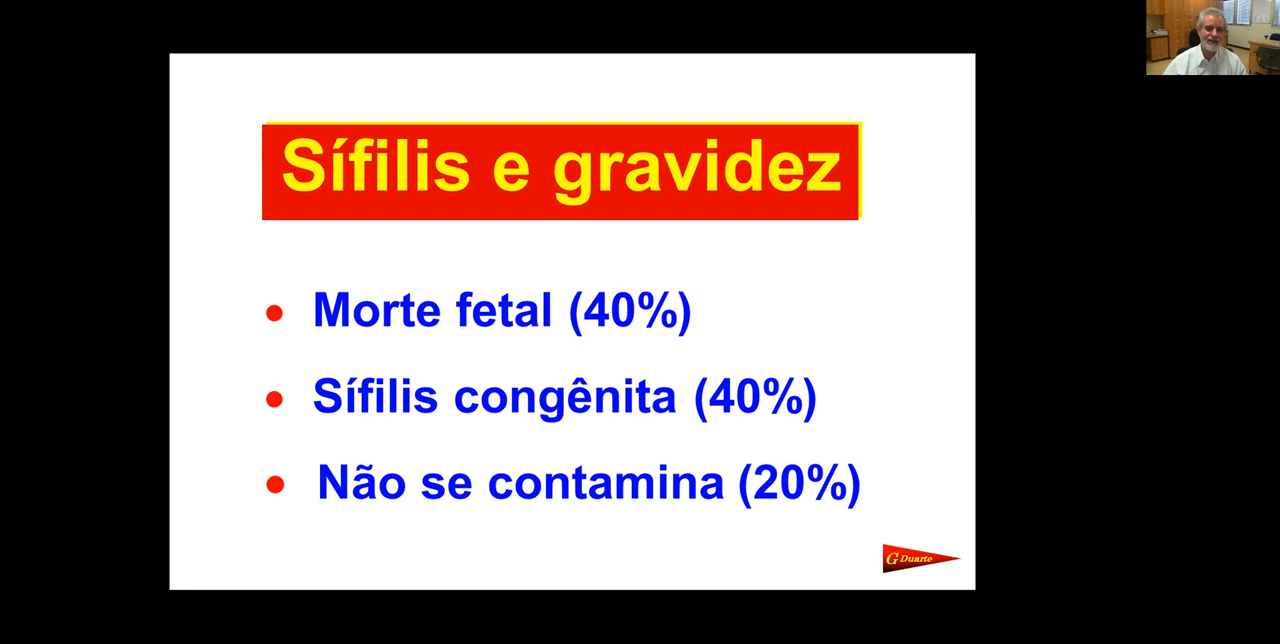 Sífilis e gravidez
• Morte fetal (40%)
• Sífilis congênita (40%)
• Não se contamina (20%)
G Duarte